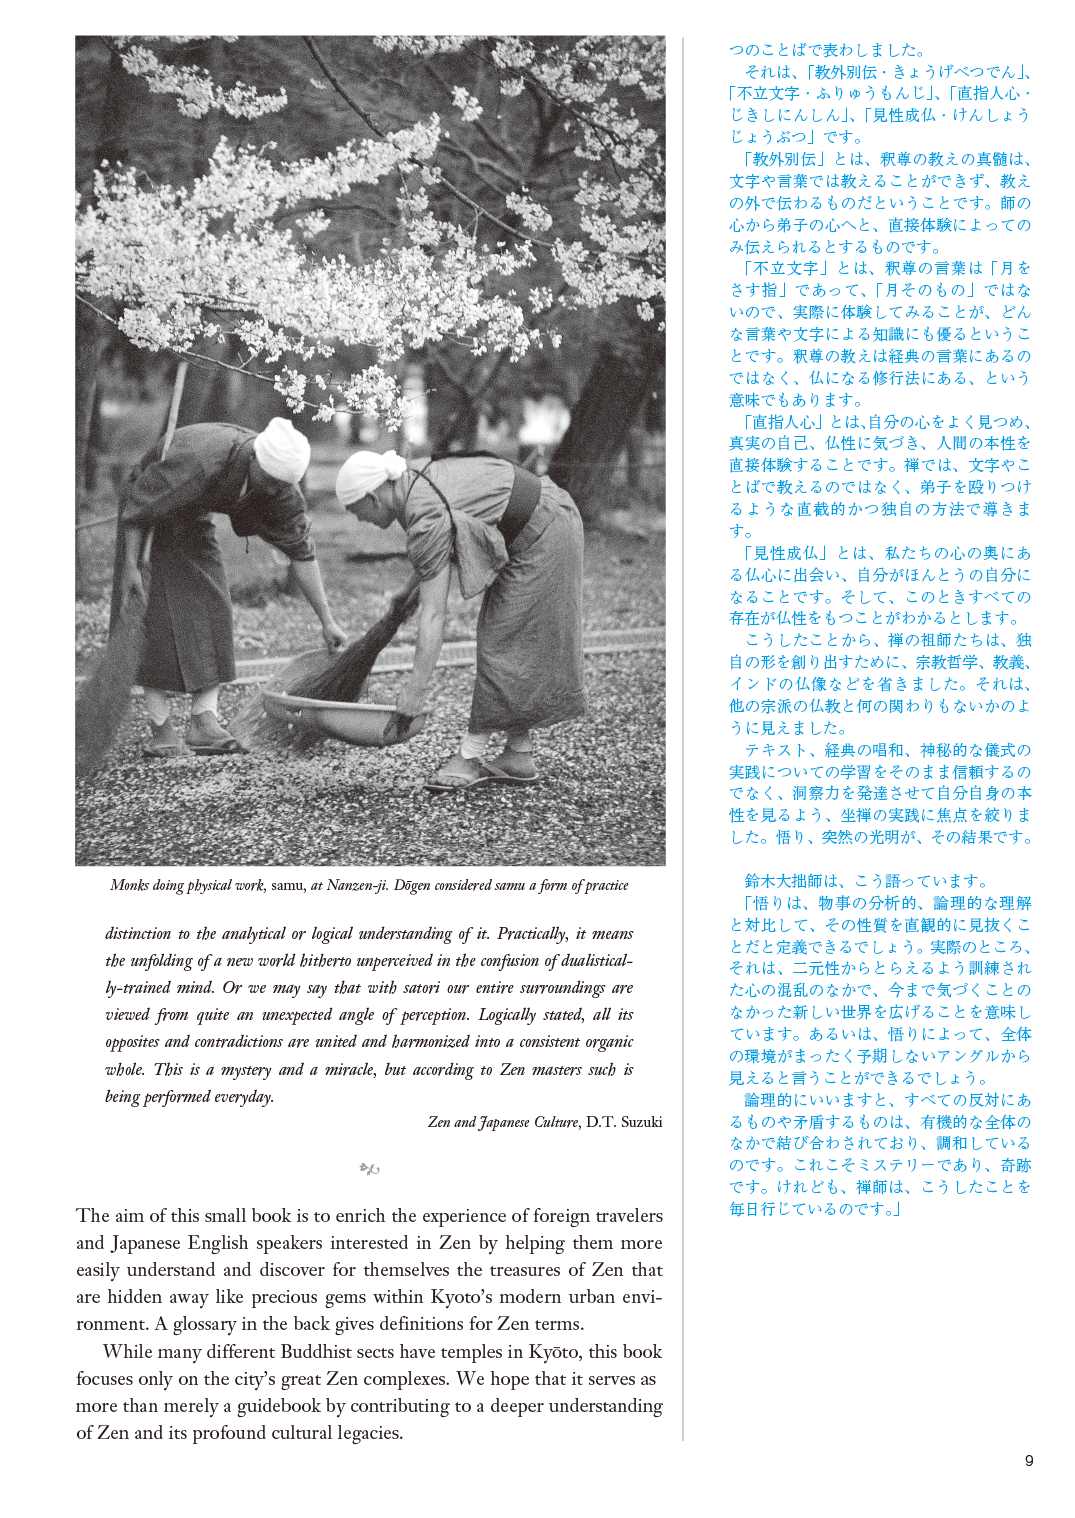 Monks doing physical work, samu, at Nanzen-ji. Dōgen considered samu a form of practice
distinction to the analytical or logical understanding of it. Practically, it means
the unfolding of a new world hitherto unperceived in the confusion of dualistical-
ly-trained mind. Or we may say that with satori our entire surroundings are
viewed from quite an unexpected angle of perception. Logically stated, all its
opposites and contradictions are united and harmonized into a consistent organic
whole. This is a mystery and a miracle, but according to Zen masters such is
being performed everyday.
Zen and Japanese Culture, D.T. Suzuki
The aim of this small book is to enrich the experience of foreign travelers
and Japanese English speakers interested in Zen by helping them more
easily understand and discover for themselves the treasures of Zen that
are hidden away like precious gems within Kyoto's modern urban envi-
ronment. A glossary in the back gives definitions for Zen terms.
While many different Buddhist sects have temples in Kyōto, this book
focuses only on the city's great Zen complexes. We hope that it serves as
more than merely a guidebook by contributing to a deeper understanding
of Zen and its profound cultural legacies.
つのことばで表わしました。
それは、「教外別伝・きょうげべつでん」、
「不立文字・ふりゅうもんじ」、「直指人心・
じきしにんしん」、「見性成仏・けんしょう
じょうぶつ」です。
「教外別伝」とは、釈尊の教えの真髄は、
文字や言葉では教えることができず、教え
の外で伝わるものだということです。師の
心から弟子の心へと、直接体験によっての
み伝えられるとするものです。
「不立文字」とは、釈尊の言葉は「月を
さす指」であって、「月そのもの」ではな
いので、実際に体験してみることが、どん
な言葉や文字による知識にも優るというこ
とです。釈尊の教えは経典の言葉にあるの
ではなく、仏になる修行法にある、という
意味でもあります。
「直指人心」とは、自分の心をよく見つめ、
真実の自己、仏性に気づき、人間の本性を
直接体験することです。禅では、文字やこ
とばで教えるのではなく、弟子を殴りつけ
るような直截的かつ独自の方法で導きま
す。
「見性成仏」とは、私たちの心の奥にあ
る仏心に出会い、自分がほんとうの自分に
なることです。そして、このときすべての
存在が仏性をもつことがわかるとします。
こうしたことから、禅の祖師たちは、独
自の形を創り出すために、宗教哲学、教義、
インドの仏像などを省きました。それは、
他の宗派の仏教と何の関わりもないかのよ
うに見えました。
テキスト、経典の唱和、神秘的な儀式の
実践についての学習をそのまま信頼するの
でなく、洞察力を発達させて自分自身の本
性を見るよう、坐禅の実践に焦点を絞りま
した。悟り、突然の光明が、その結果です。
鈴木大拙師は、こう語っています。
「悟りは、物事の分析的、論理的な理解
と対比して、その性質を直観的に見抜くこ
とだと定義できるでしょう。実際のところ、
それは、二元性からとらえるよう訓練され
た心の混乱のなかで、今まで気づくことの
なかった新しい世界を広げることを意味し
ています。あるいは、悟りによって、全体
の環境がまったく予期しないアングルから
見えると言うことができるでしょう。
論理的にいいますと、すべての反対にあ
るものや矛盾するものは、有機的な全体の
なかで結び合わされており、調和している
のです。これこそミステリーであり、奇跡
です。けれども、禅師は、こうしたことを
毎日行じているのです。」
9